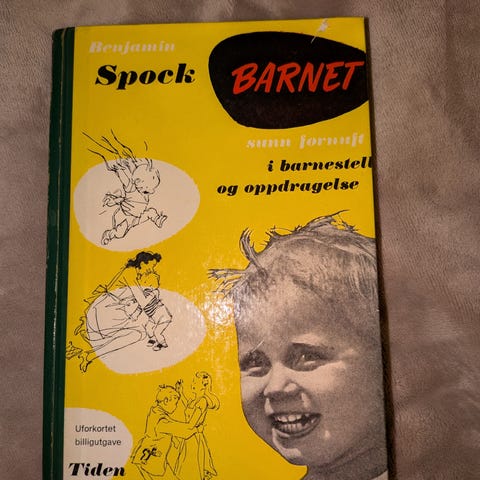 Benjamin
Spock
BARNET
sunn fornuft
i barnestell
og oppdragelse
Uforkortet
billigutgave
Tiden